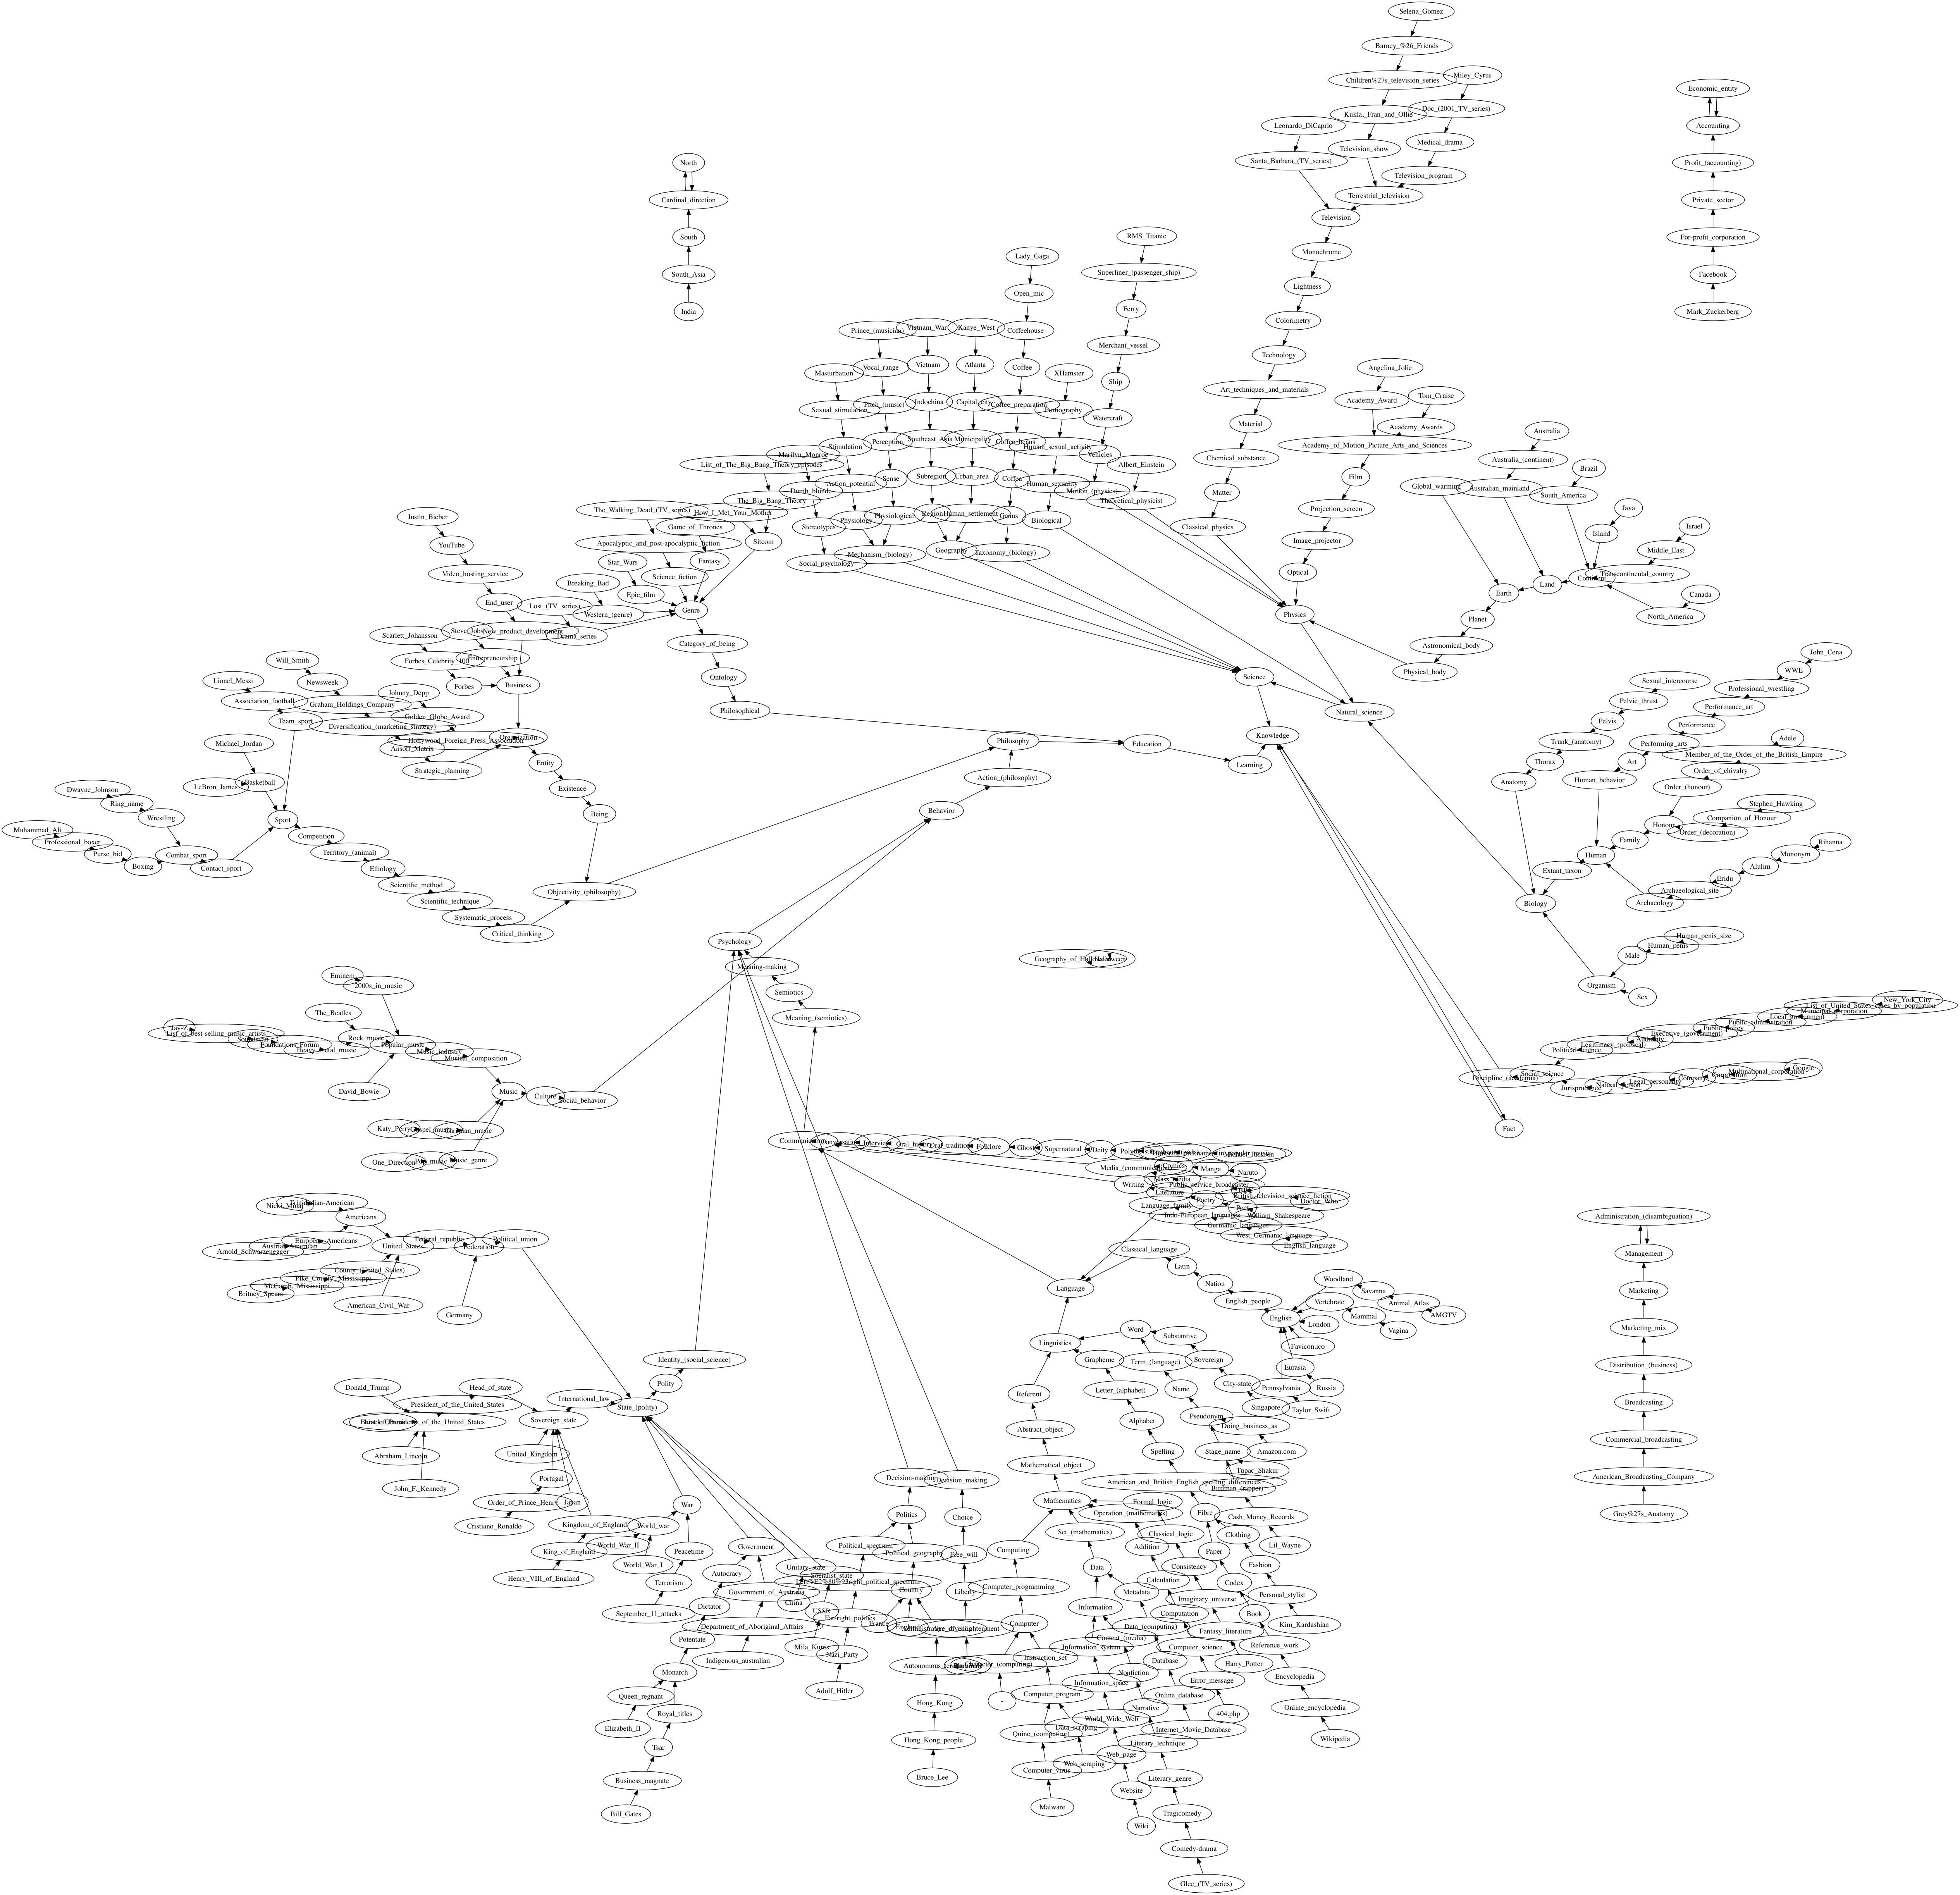 Selena_Gomez
Barney_%26_Friends
Children%27s_television_series
Miley_Cyrus
Kukla,_Fran_and_Ollie
Doc_(2001_TV_series)
Leonardo_DiCaprio
Television_show
Medical_drama
Santa_Barbara_(TV_series)
Television_program
Terrestrial_television
Television
Monochrome
Lightness
Colorimetry
Technology
Art_techniques_and_materials
Material
Chemical_substance
Matter
Classical_physics
Economic_entity
Accounting
Profit_(accounting)
Private_sector
For-profit_corporation
Facebook
Mark_Zuckerberg
North
Cardinal_direction
South
South_Asia
India
RMS_Titanic
Superliner_(passenger_ship)
Ferry
Merchant_vessel
Ship
Watercraft
Vehicles
Motion_(physics)
Albert_Einstein
Theoretical_physicist
Lady_Gaga
Open_mic
Coffeehouse
Coffee
Coffee_preparation
Coffee_beans
Coffea
Genus
Taxonomy_(biology)
XHamster
Pornography
Human_sexual_activity
Human_sexuality
Biological
Kanye_West
Atlanta
Capital_city
Municipality
Urban_area
Human_settlement
Geography
Vietnam_War
Vietnam
Indochina
Southeast_Asia
Subregion
Region
Prince_(musician)
Vocal_range
Pitch_(music)
Perception
Sense
Physiological
Mechanism_(biology)
Masturbation
Sexual_stimulation
Stimulation
Action_potential
Physiology
Marilyn_Monroe
Dumb_blonde
Stereotypes
Social_psychology
List_of_The_Big_Bang_Theory_episodes
The_Big_Bang_Theory
How_I_Met_Your_Mother
Sitcom
The_Walking_Dead_(TV_series)
Game_of_Thrones
Apocalyptic_and_post-apocalyptic_fiction
Fantasy
Star_Wars
Science_fiction
Epic_film
Breaking_Bad
Western_(genre)
Genre
Lost_(TV_series)
Drama_series
Category_of_being
Ontology
Philosophical
Justin_Bieber
YouTube
Video_hosting_service
End_user
New_product_development
Steve_Jobs
Entrepreneurship
Scarlett_Johansson
Forbes_Celebrity_100
Forbes
Business
Will_Smith
Newsweek
Graham_Holdings_Company
Diversification_(marketing_strategy)
Ansoff_Matrix
Strategic_planning
Johnny_Depp
Golden_Globe_Award
Hollywood_Foreign_Press_Association
Organization
Entity
Existence
Being
Objectivity_(philosophy)
Lionel_Messi
Association_football
Team_sport
Michael_Jordan
LeBron_James
Basketball
Dwayne_Johnson
Ring_name
Wrestling
Muhammad_Ali
Professional_boxer
Purse_bid
Boxing
Combat_sport
Contact_sport
Sport
Competition
Territory_(animal)
Ethology
Scientific_method
Scientific_technique
Systematic_process
Critical_thinking
Angelina_Jolie
Academy_Award
Tom_Cruise
Academy_Awards
Academy_of_Motion_Picture_Arts_and_Sciences
Film
Projection_screen
Image_projector
Optical
Physics
Australia
Australia_(continent)
Australian_mainland
Global_warming
Brazil
South_America
Java
Island
Israel
Middle_East
Transcontinental_country
Continent
Canada
North_America
Land
Earth
Planet
Astronomical_body
Physical_body
Science
Natural_science
Knowledge
Philosophy
Education
Learning
Action_(philosophy)
Behavior
Psychology
John_Cena
WWE
Professional_wrestling
Performance_art
Performance
Performing_arts
Art
Human_behavior
Sexual_intercourse
Pelvic_thrust
Pelvis
Trunk_(anatomy)
Thorax
Anatomy
Adele
Member_of_the_Order_of_the_British_Empire
Order_of_chivalry
Order_(honour)
Stephen_Hawking
Companion_of_Honour
Order_(decoration)
Honour
Family
Human
Extant_taxon
Rihanna
Mononym
Alulim
Eridu
Archaeological_site
Archaeology
Biology
Human_penis_size
Human_penis
Male
Organism
Sex
Geography_of_Halloween
Halloween
New_York_City
List_of_United_States_cities_by_population
Municipal_corporation
Local_government
Public_administration
Public_policy
Executive_(government)
Authority
Legitimacy_(political)
Political_science
Social_science
Discipline_(academia)
Google
Multinational_corporation
Corporation
Company
Legal_personality
Natural_person
Jurisprudence
Fact
Meaning-making
Semiotics
Meaning_(semiotics)
Eminem
2000s_in_music
The_Beatles
Rock_music
Jay-Z
List_of_best-selling_music_artists
Soundscan
Foundations_Forum
Heavy_metal_music
Popular_music
Music_industry
Musical_composition
David_Bowie
Music
Culture
Social_behavior
Katy_Perry
Gospel_music
Christian_music
One_Direction
Pop_music
Music_genre
Communication
Conversation
Interview
Oral_history
Oral_tradition
Folklore
Ghost
Supernatural
Deity
Michael_Jackson
Media_(communication)
Comics
Manga
Naruto
Mass_media
Public_service_broadcaster
BBC
British_television_science_fiction
Doctor_Who
Writing
Literature
Poetry
Poet
William_Shakespeare
Language_family
Indo-European_languages
Germanic_languages
West_Germanic_language
English_language
Nicki_Minaj
Trinidadian-American
Americans
Arnold_Schwarzenegger
Austrian-American
European_Americans
United_States
Federal_republic
Federation
Political_union
County_(United_States)
Pike_County,_Mississippi
McComb,_Mississippi
Britney_Spears
American_Civil_War
Germany
Classical_language
Latin
Nation
English_people
English
Language
Woodland
Savanna
Animal_Atlas
AMGTV
Vertebrate
Mammal
Vagina
London
Favicon.ico
Eurasia
Russia
Pennsylvania
Taylor_Swift
Administration_(disambiguation)
Management
Marketing
Marketing_mix
Distribution_(business)
Broadcasting
Commercial_broadcasting
American_Broadcasting_Company
Grey%27s_Anatomy
Linguistics
Word
Substantive
Sovereign
City-state
Singapore
Grapheme
Term_(language)
Name
Pseudonym
Doing_business_as
Amazon.com
Stage_name
Tupac_Shakur
Birdman_(rapper)
Cash_Money_Records
Lil_Wayne
Letter_(alphabet)
Alphabet
Spelling
American_and_British_English_spelling_differences
Fibre
Clothing
Fashion
Personal_stylist
Kim_Kardashian
Paper
Codex
Book
Reference_work
Encyclopedia
Online_encyclopedia
Wikipedia
Referent
Abstract_object
Mathematical_object
Mathematics
Formal_logic
Classical_logic
Consistency
Imaginary_universe
Fantasy_literature
Harry_Potter
Operation_(mathematics)
Addition
Calculation
Computation
Computer_science
Error_message
404.php
Set_(mathematics)
Data
Metadata
Data_(computing)
Database
Online_database
Internet_Movie_Database
Information
Content_(media)
Nonfiction
Narrative
Literary_technique
Literary_genre
Tragicomedy
Comedy-drama
Glee_(TV_series)
Information_system
Information_space
World_Wide_Web
Web_page
Website
Wiki
Computing
Computer_programming
Computer
Instruction_set
Computer_program
Data_scraping
Web_scraping
Quine_(computing)
Computer_virus
Malware
Character_(computing)
-
Identity_(social_science)
Polity
State_(polity)
International_law
Sovereign_state
Head_of_state
President_of_the_United_States
Donald_Trump
Barack_Obama
List_of_Presidents_of_the_United_States
Abraham_Lincoln
John_F._Kennedy
United_Kingdom
Portugal
Order_of_Prince_Henry
Cristiano_Ronaldo
Japan
Kingdom_of_England
King_of_England
Henry_VIII_of_England
War
World_war
World_War_II
World_War_I
Peacetime
Terrorism
September_11_attacks
Government
Autocracy
Dictator
Potentate
Monarch
Queen_regnant
Elizabeth_II
Royal_titles
Tsar
Business_magnate
Bill_Gates
Government_of_Australia
Department_of_Aboriginal_Affairs
Indigenous_australian
Unitary_state
China
Socialist_state
USSR
Mila_Kunis
Decision-making
Decision_making
Politics
Political_spectrum
Left%E2%80%93right_political_spectrum
Far-right_politics
Nazi_Party
Adolf_Hitler
Political_geography
Country
France
England
Administrative_division
Autonomous_territory
Hong_Kong
Hong_Kong_people
Bruce_Lee
Choice
Free_will
Liberty
Age_of_Enlightenment